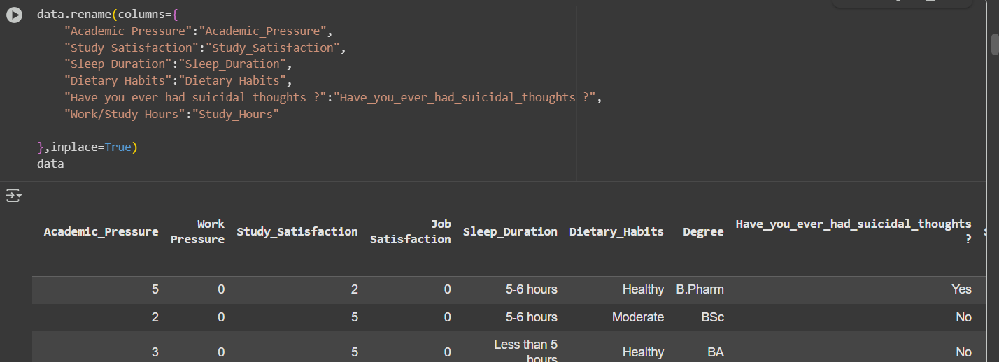 data.rename(columns={
"Academic Pressure":"Academic_Pressure",
"Study Satisfaction":"Study_Satisfaction",
"Sleep Duration":"Sleep_Duration",
"Dietary Habits":"Dietary_Habits",
"Have you ever had suicidal thoughts ?":"Have_you_ever_had_suicidal_thoughts ?",
"Work/Study Hours":"Study_Hours"
},inplace=True)
data
Academic_Pressure Work Pressure Study_Satisfaction Job Satisfaction Sleep_Duration Dietary_Habits Degree Have_you_ever_had_suicidal_thoughts ?
5 0 2 0 5-6 hours Healthy B.Pharm Yes
2 0 5 0 5-6 hours Moderate BSc No
3 0 5 0 Less than 5 hours Healthy BA No